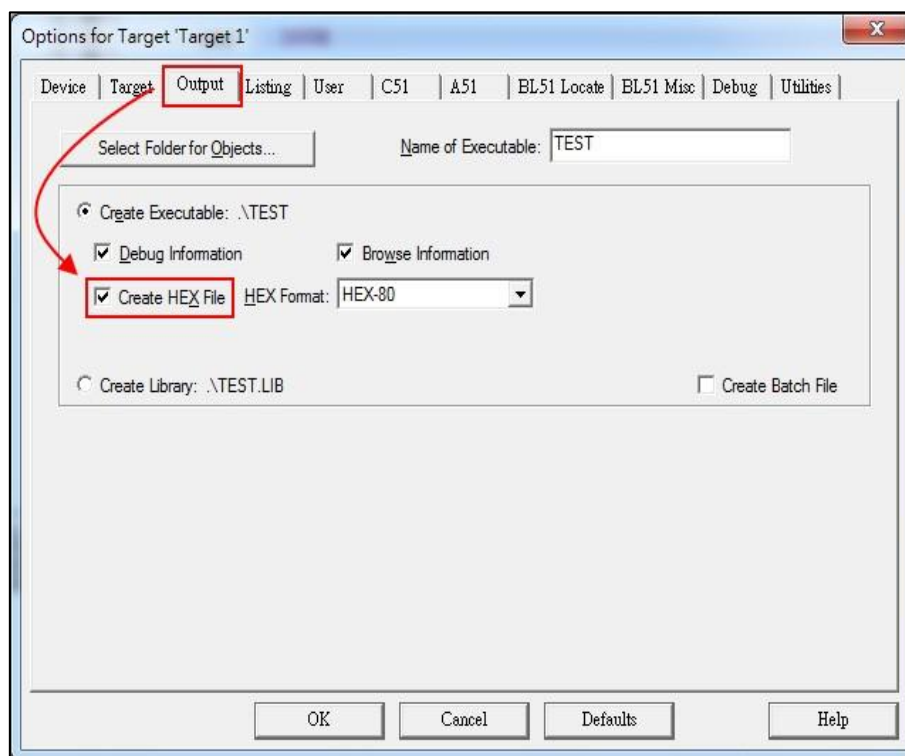 Options for Target 'Target 1'
Device Target Output Listing User C51 A51 BL51 Locate BL51 Misc Debug Utilities
Select Folder for Objects... Name of Executable: TEST
Create Executable: .\TEST
Debug Information Browse Information
Create HEX File HEX Format: HEX-80
Create Library: .\TEST.LIB Create Batch File
OK Cancel Defaults Help